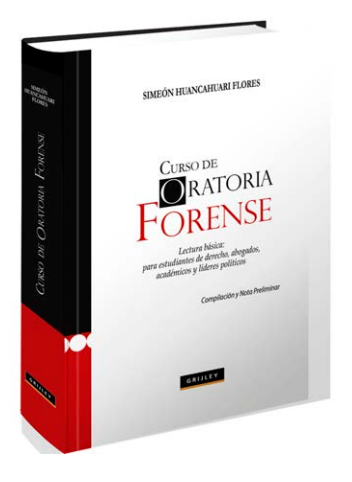 SIMEÓN HUANCAHUARI FLORES
CURSO DE
ORATORIA
FORENSE
Lectura básica:
para estudiantes de derecho, abogados,
académicos y líderes políticos
Compilación y Nota Preliminar
GRIJLEY
SIMEÓN
HUANCAHUARI
FLORES
CURSO DE ORATORIA FORENSE
GRIJLEY